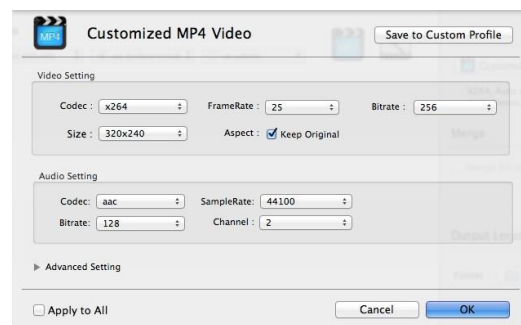 MP4
Customized MP4 Video
Save to Custom Profile
Video Setting
Codec : x264 FrameRate : 25 Bitrate : 256
Size : 320x240 Aspect : Keep Original
Merge
Audio Setting
Codec: aac SampleRate: 44100
Bitrate: 128 Channel : 2
Advanced Setting
Apply to All Cancel OK